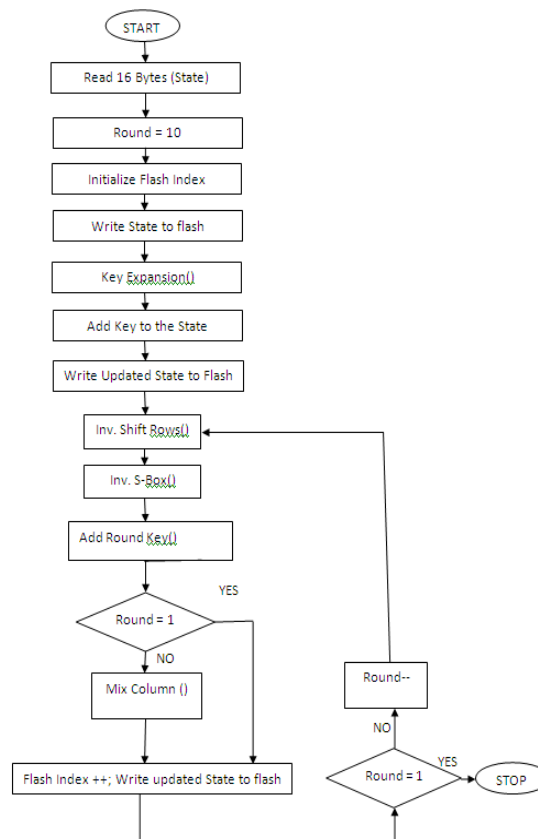 START
Read 16 Bytes (State)
Round = 10
Initialize Flash Index
Write State to flash
Key Expansion()
Add Key to the State
Write Updated State to Flash
Inv. Shift Rows()
Inv. S-Box()
Add Round Key()
YES
Round = 1
NO
Mix Column ()
Flash Index ++; Write updated State to flash
Round--
NO
YES
Round = 1
STOP